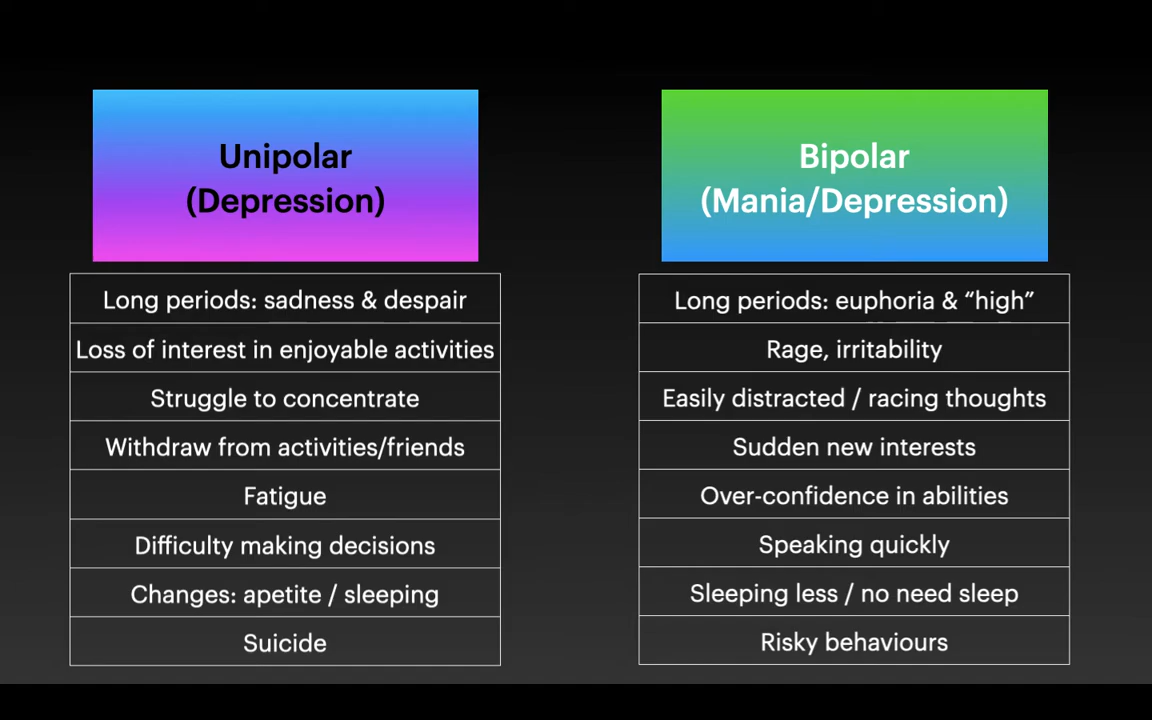 Unipolar
(Depression)
Long periods: sadness & despair
Loss of interest in enjoyable activities
Struggle to concentrate
Withdraw from activities/friends
Fatigue
Difficulty making decisions
Changes: apetite / sleeping
Suicide
Bipolar
(Mania/Depression)
Long periods: euphoria & “high”
Rage, irritability
Easily distracted / racing thoughts
Sudden new interests
Over-confidence in abilities
Speaking quickly
Sleeping less / no need sleep
Risky behaviours